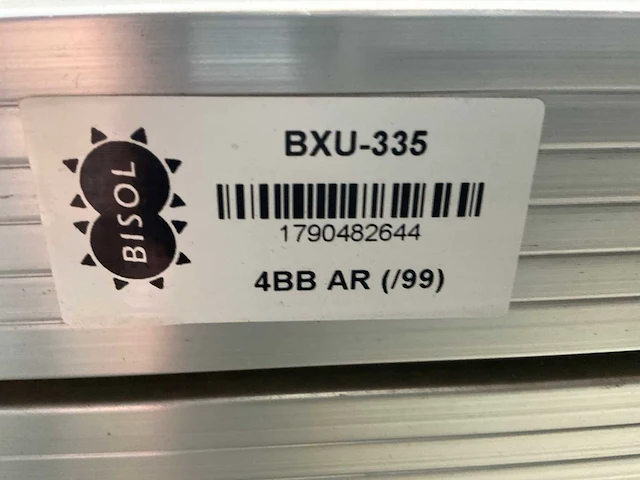 BISOL
BXU-335
1790482644
4BB AR (/99)